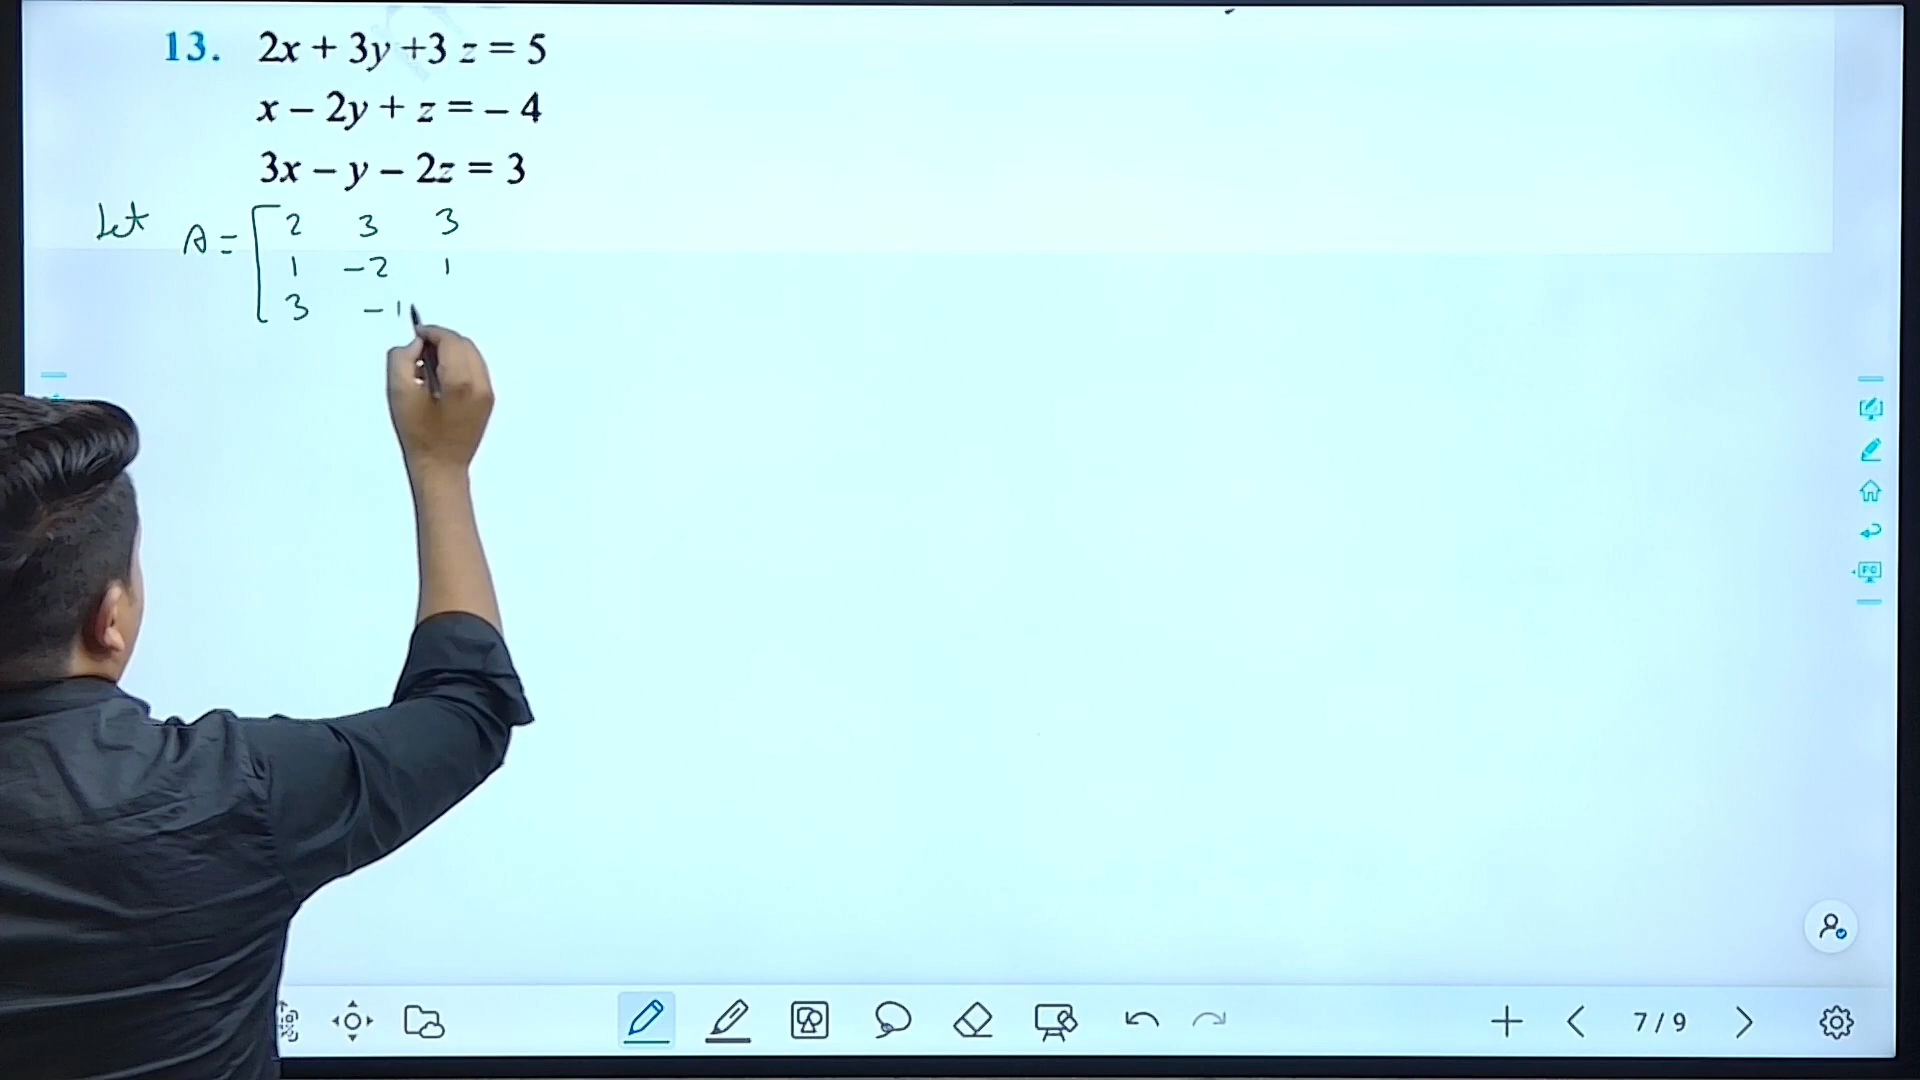 13. 2x + 3y +3 z = 5
x – 2y + z = – 4
3x – y – 2z = 3
Let A = [ 2 3 3
1 -2 1
3 -1
7 / 9